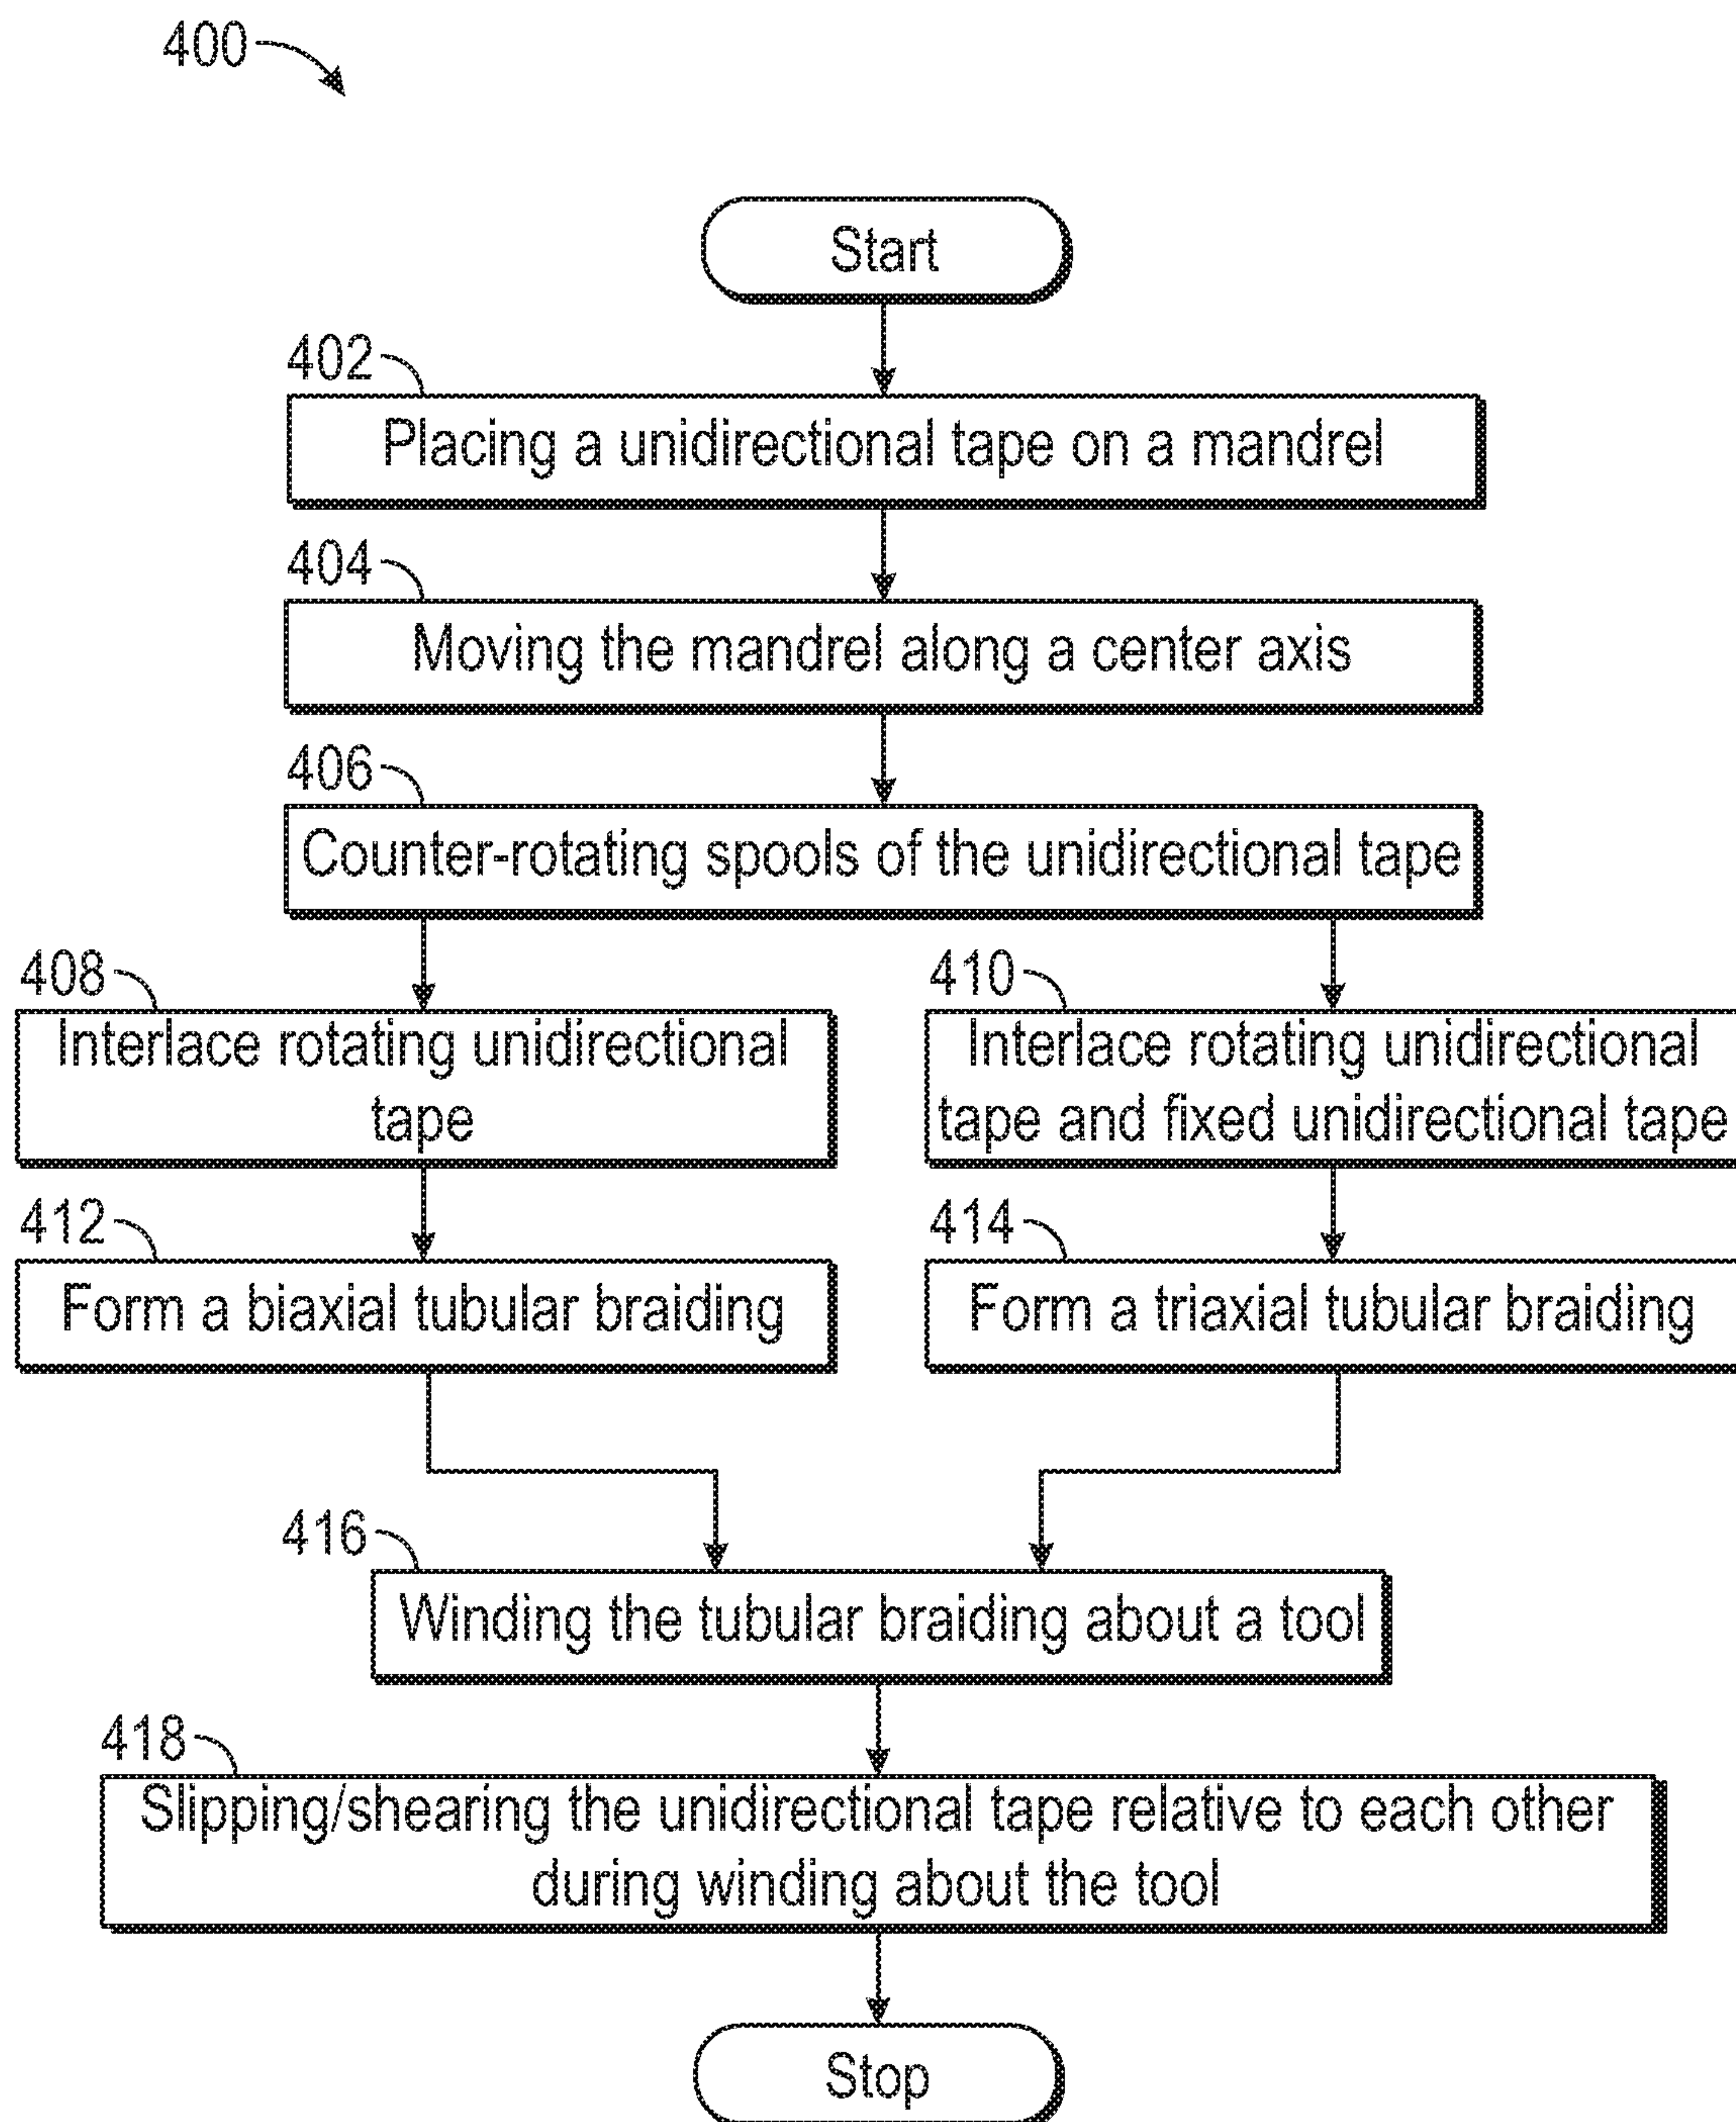 400
Start
402
Placing a unidirectional tape on a mandrel
404
Moving the mandrel along a center axis
406
Counter-rotating spools of the unidirectional tape
408
Interlace rotating unidirectional
tape
410
Interlace rotating unidirectional
tape and fixed unidirectional tape
412
Form a biaxial tubular braiding
414
Form a triaxial tubular braiding
416
Winding the tubular braiding about a tool
418
Slipping/shearing the unidirectional tape relative to each other
during winding about the tool
Stop